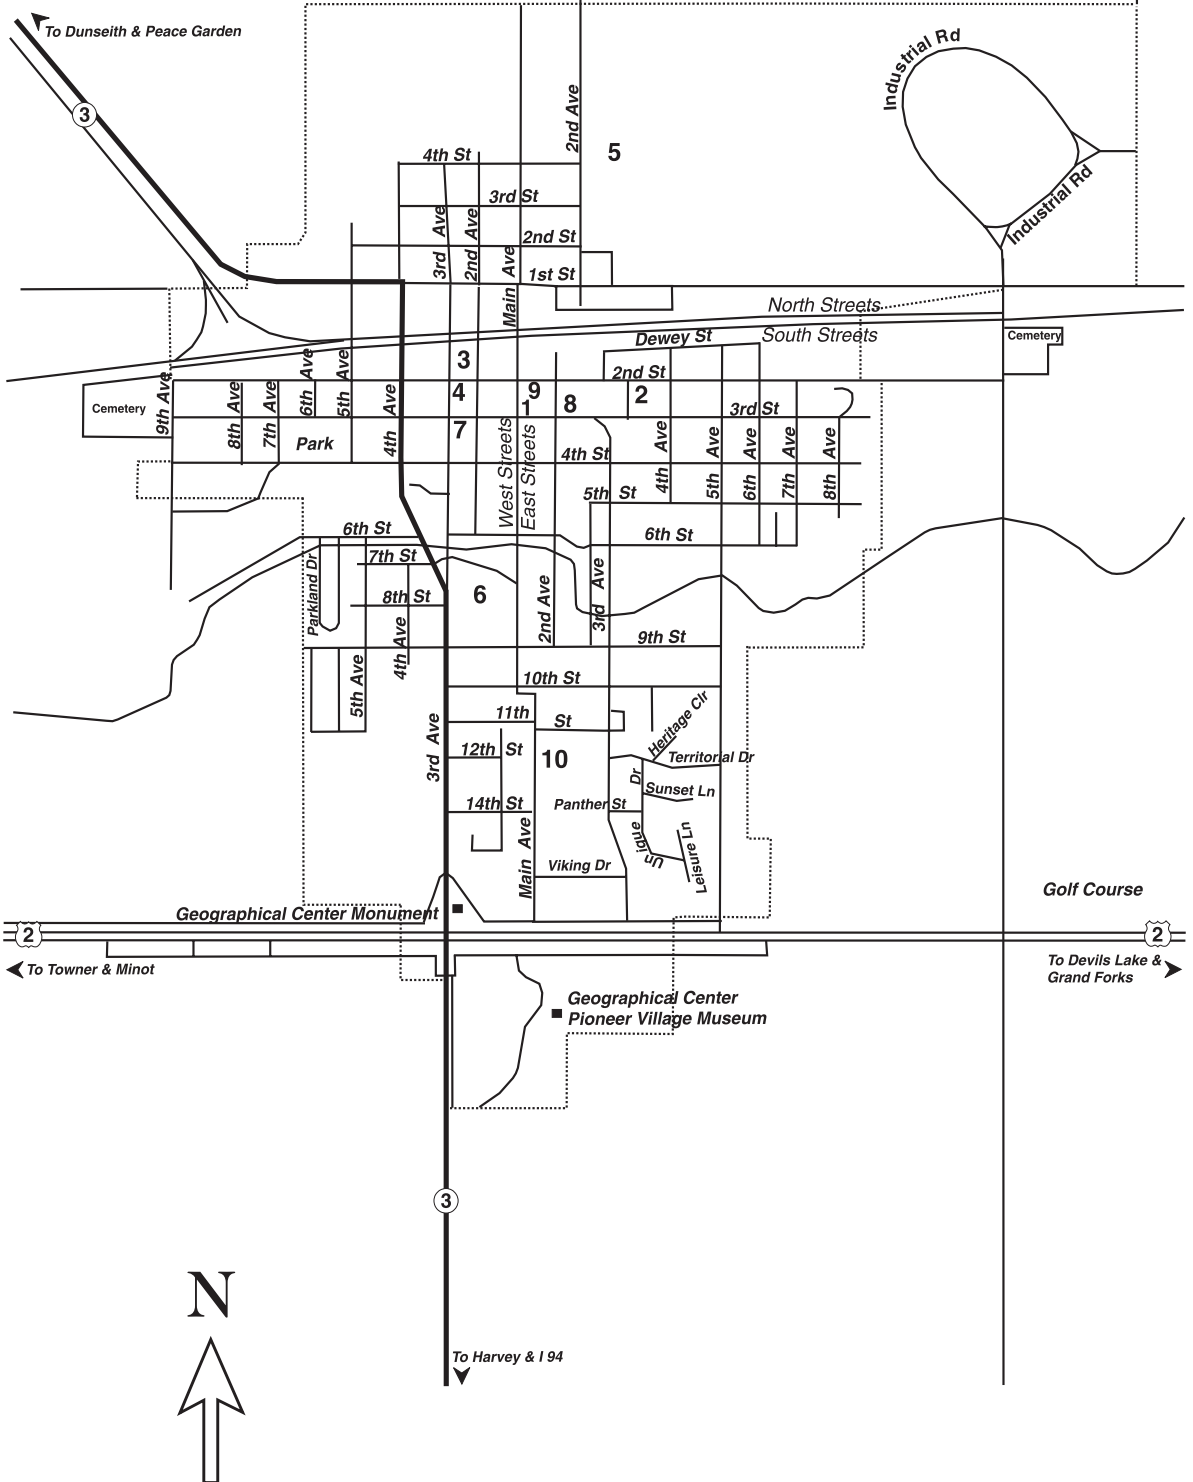 To Dunseith & Peace Garden
Industrial Rd
3
2nd Ave
5
4th St
3rd St
Industrial Rd
3rd Ave
2nd Ave
2nd St
Main Ave
1st St
North Streets
South Streets
Dewey St
Cemetery
3
6th Ave
5th Ave
2nd St
4
9
1
8
2
3rd St
Cemetery
9th Ave
8th Ave
7th Ave
Park
4th Ave
7
West Streets
East Streets
4th St
4th Ave
5th Ave
6th Ave
7th Ave
8th Ave
5th St
6th St
6th St
7th St
Parkland Dr
8th St
6
2nd Ave
3rd Ave
4th Ave
9th St
5th Ave
10th St
11th St
3rd Ave
12th St
10
Heritage Clr
Territorial Dr
14th St
Panther St
Unique Dr
Sunset Ln
Leisure Ln
Main Ave
Viking Dr
Geographical Center Monument
Golf Course
2
2
To Towner & Minot
To Devils Lake &
Grand Forks
Geographical Center
Pioneer Village Museum
3
N
To Harvey & I 94